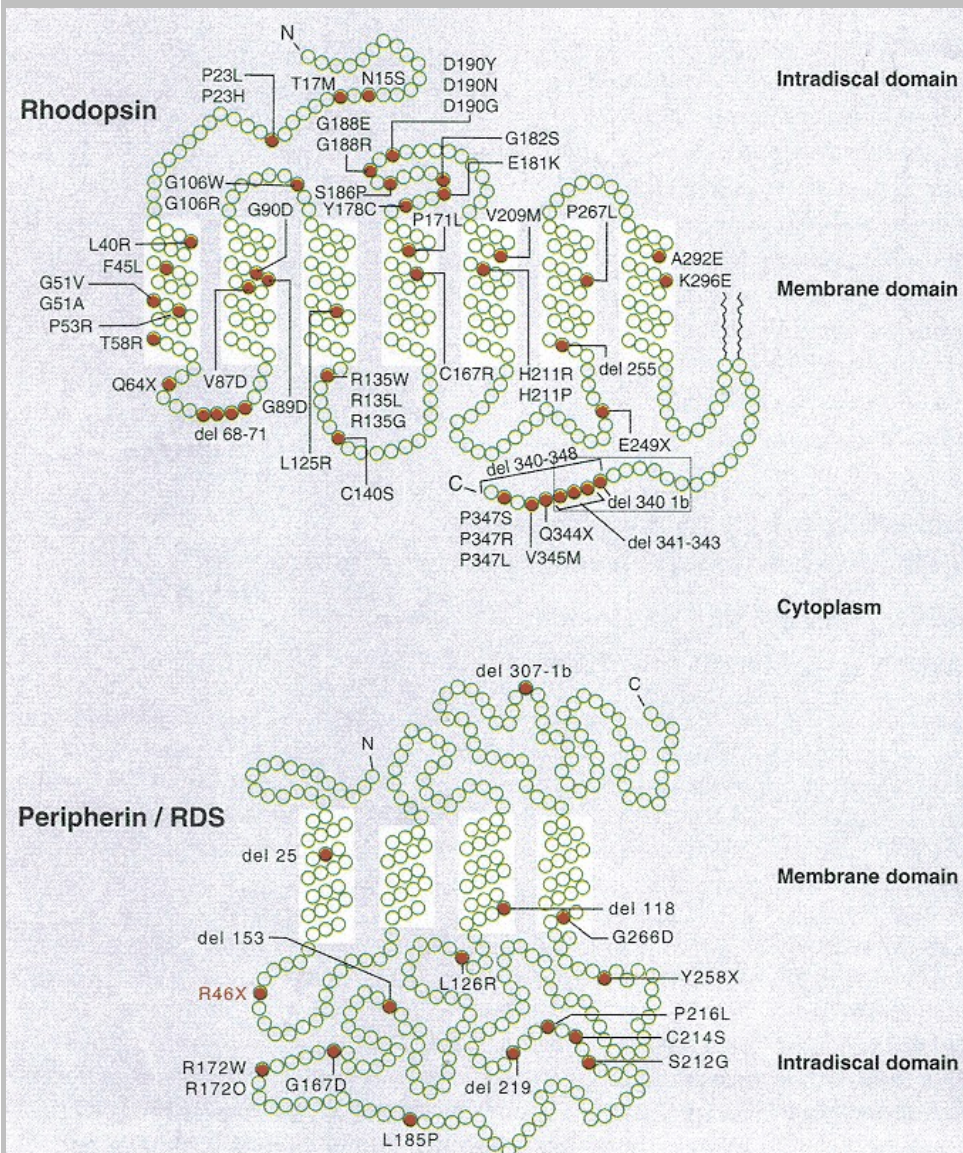 N
P23L
P23H
T17M
N15S
D190Y
D190N
D190G
Intradiscal domain
Rhodopsin
G188E
G188R
G182S
E181K
G106W
G106R
S186P
Y178C
G90D
P171L
V209M
P267L
L40R
F45L
G51V
G51A
P53R
T58R
A292E
K296E
Membrane domain
Q64X
V87D
G89D
R135W
R135L
R135G
C167R
H211R
H211P
del 255
del 68-71
L125R
C140S
E249X
del 340-348
C
del 340 1b
P347S
P347R
P347L
Q344X
V345M
del 341-343
Cytoplasm
del 307-1b
C
N
Peripherin / RDS
del 25
Membrane domain
del 118
del 153
G266D
L126R
Y258X
R46X
P216L
C214S
S212G
R172W
R172O
G167D
del 219
Intradiscal domain
L185P